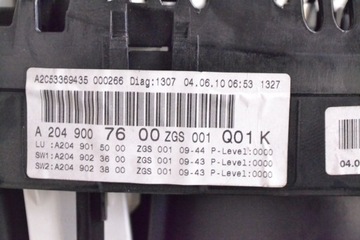 A2C53369435 000266 Diag:1307 04.06.10 06:53 1327
A 204 900 76 00 ZGS 001 Q01 K
LU :A204 901 50 00 ZGS 001 09-44 P-Level:0000
SW1:A204 902 36 00 ZGS 001 09-43 P-Level:0000
SW2:A204 902 38 00 ZGS 001 09-43 P-Level:0000
04.0